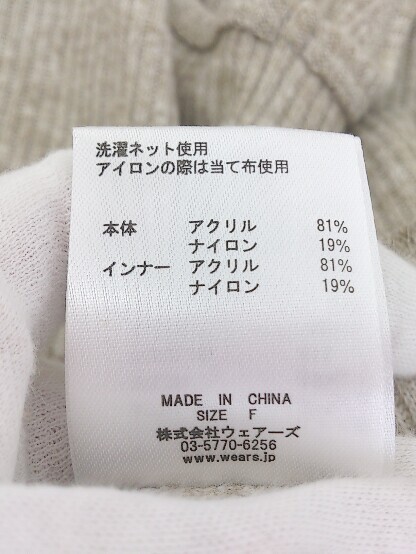 洗濯ネット使用
アイロンの際は当て布使用
本体 アクリル 81%
ナイロン 19%
インナー アクリル 81%
ナイロン 19%
MADE IN CHINA
SIZE F
株式会社ウェアーズ
03-5770-6256
www.wears.jp